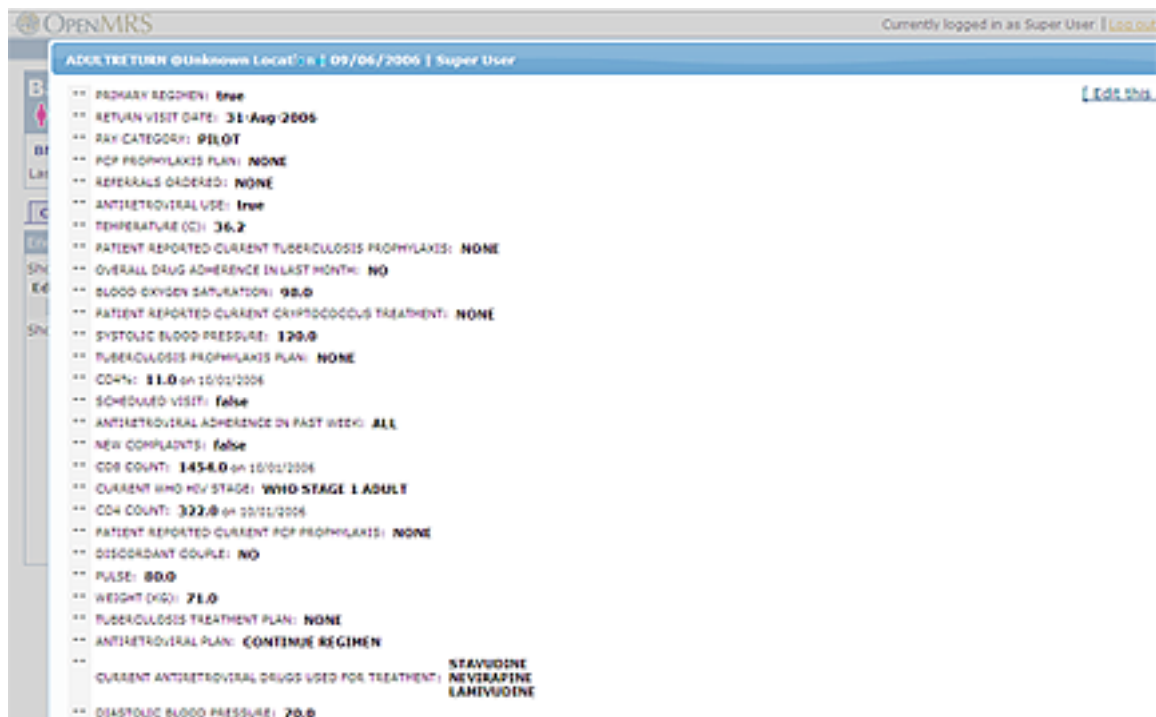 OPENMRS
Currently logged in as Super User | Log out
ADULTRETURN @Unknown Location | 09/06/2006 | Super User
[ Edit this
** PRIMARY REGIMEN: true
** RETURN VISIT DATE: 31-Aug-2006
** PAY CATEGORY: PILOT
** PCP PROPHYLAXIS PLAN: NONE
** REFERRALS ORDERED: NONE
** ANTIRETROVIRAL USE: true
** TEMPERATURE (C): 36.2
** PATIENT REPORTED CURRENT TUBERCULOSIS PROPHYLAXIS: NONE
** OVERALL DRUG ADHERENCE IN LAST MONTH: NO
** BLOOD OXYGEN SATURATION: 98.0
** PATIENT REPORTED CURRENT CRYPTOCOCCUS TREATMENT: NONE
** SYSTOLIC BLOOD PRESSURE: 120.0
** TUBERCULOSIS PROPHYLAXIS PLAN: NONE
** CD4%: 11.0 on 10/01/2006
** SCHEDULED VISIT: false
** ANTIRETROVIRAL ADHERENCE IN PAST WEEK: ALL
** NEW COMPLAINTS: false
** CD8 COUNT: 1454.0 on 10/01/2006
** CURRENT WHO HIV STAGE: WHO STAGE 1 ADULT
** CD4 COUNT: 322.0 on 10/01/2006
** PATIENT REPORTED CURRENT PCP PROPHYLAXIS: NONE
** DISCORDANT COUPLE: NO
** PULSE: 80.0
** WEIGHT (KG): 71.0
** TUBERCULOSIS TREATMENT PLAN: NONE
** ANTIRETROVIRAL PLAN: CONTINUE REGIMEN
** CURRENT ANTIRETROVIRAL DRUGS USED FOR TREATMENT: STAVUDINE
NEVIRAPINE
LAMIVUDINE
** DIASTOLIC BLOOD PRESSURE: 70.0